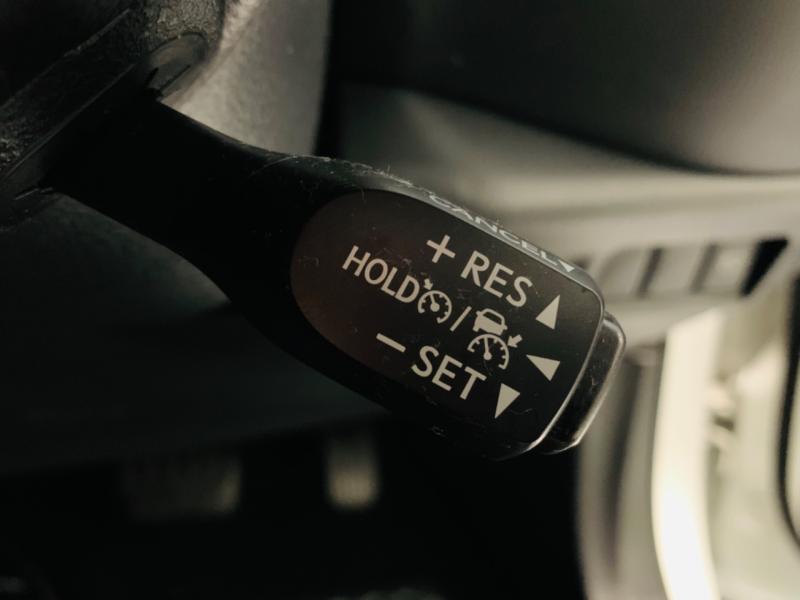 CANCEL
+ RES
HOLD /
− SET